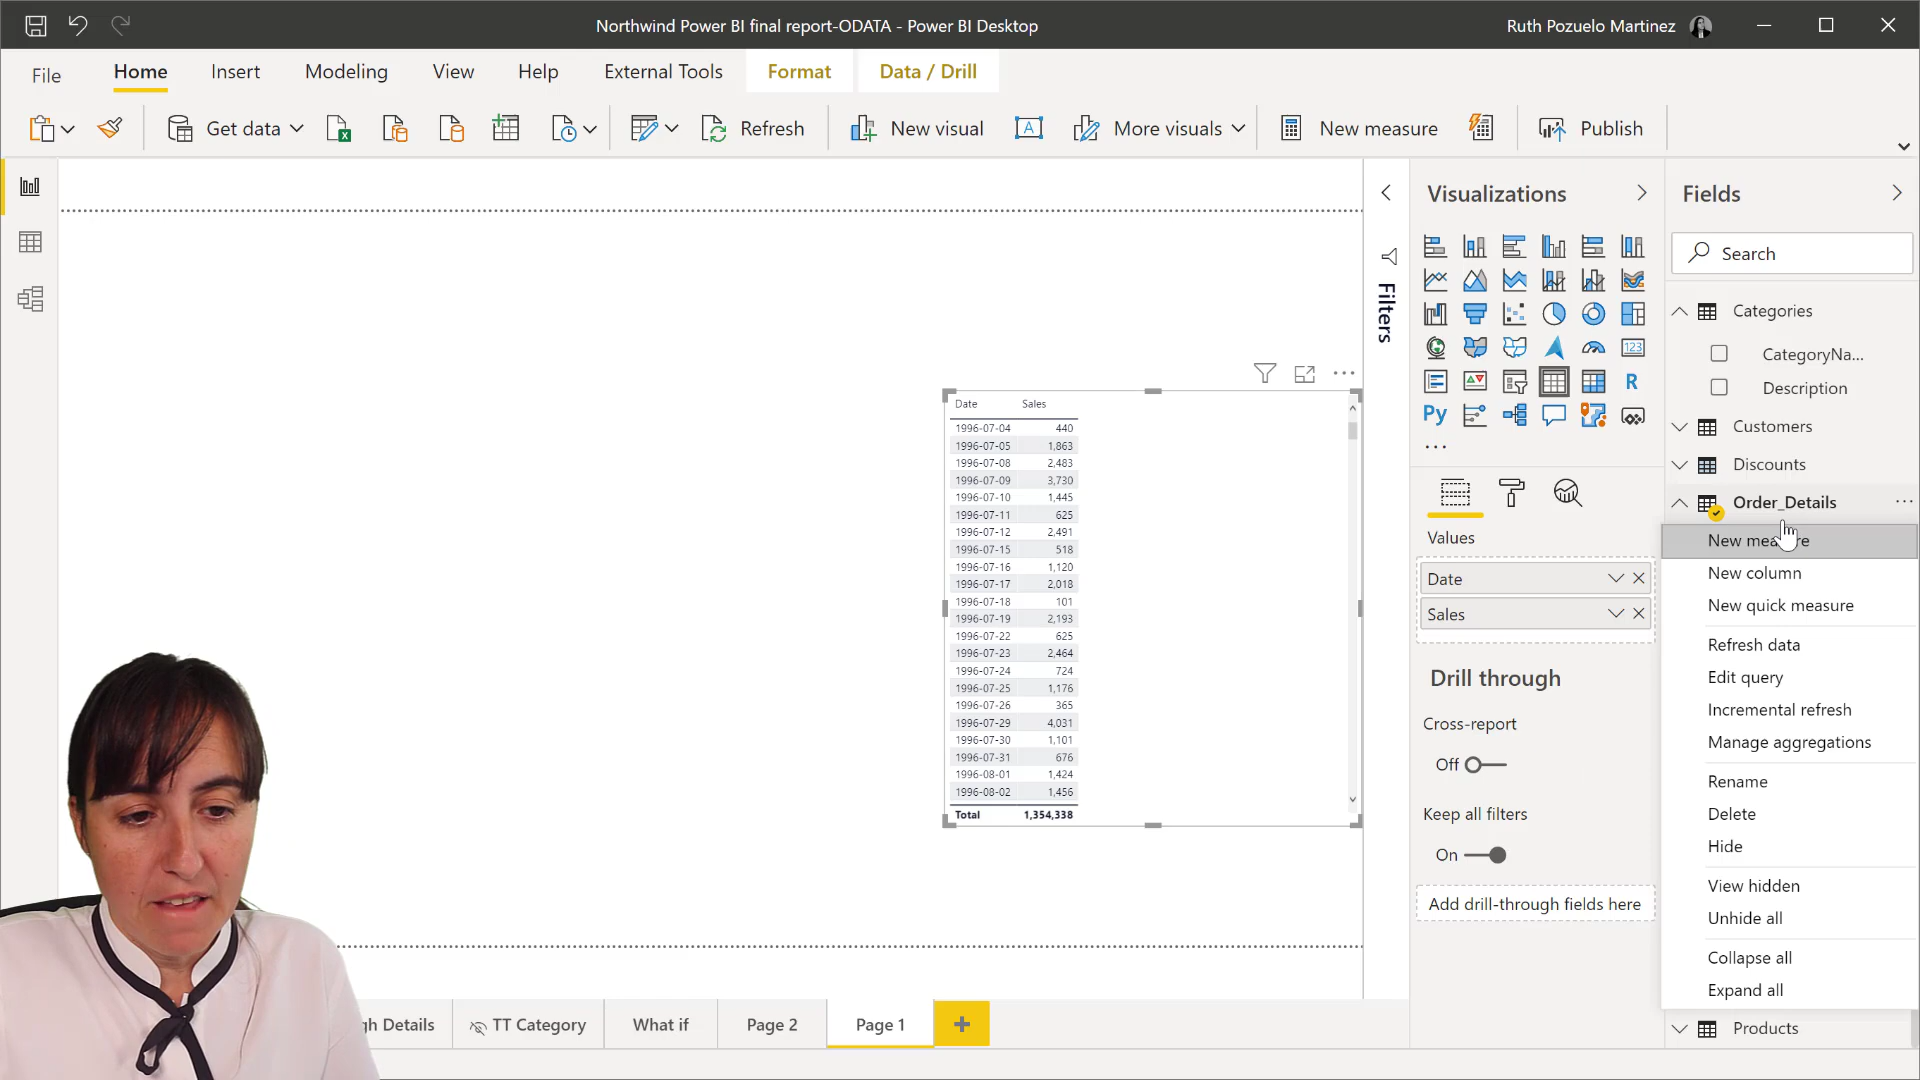 Northwind Power BI final report-ODATA - Power BI Desktop
Ruth Pozuelo Martinez
File
Home
Insert
Modeling
View
Help
External Tools
Format
Data / Drill
Get data
Refresh
New visual
A
More visuals
New measure
Publish
Filters
Date Sales
1996-07-04 440
1996-07-05 1,863
1996-07-08 2,483
1996-07-09 3,730
1996-07-10 1,445
1996-07-11 625
1996-07-12 2,491
1996-07-15 518
1996-07-16 1,120
1996-07-17 2,018
1996-07-18 101
1996-07-19 2,193
1996-07-22 625
1996-07-23 2,464
1996-07-24 724
1996-07-25 1,176
1996-07-26 365
1996-07-29 4,031
1996-07-30 1,101
1996-07-31 676
1996-08-01 1,424
1996-08-02 1,456
Total 1,354,338
Visualizations
123
R
Py
Values
Date
Sales
Drill through
Cross-report
Off
Keep all filters
On
Add drill-through fields here
Fields
Search
Categories
CategoryNa...
Description
Customers
Discounts
Order_Details
New measure
New column
New quick measure
Refresh data
Edit query
Incremental refresh
Manage aggregations
Rename
Delete
Hide
View hidden
Unhide all
Collapse all
Expand all
Products
gh Details
TT Category
What if
Page 2
Page 1